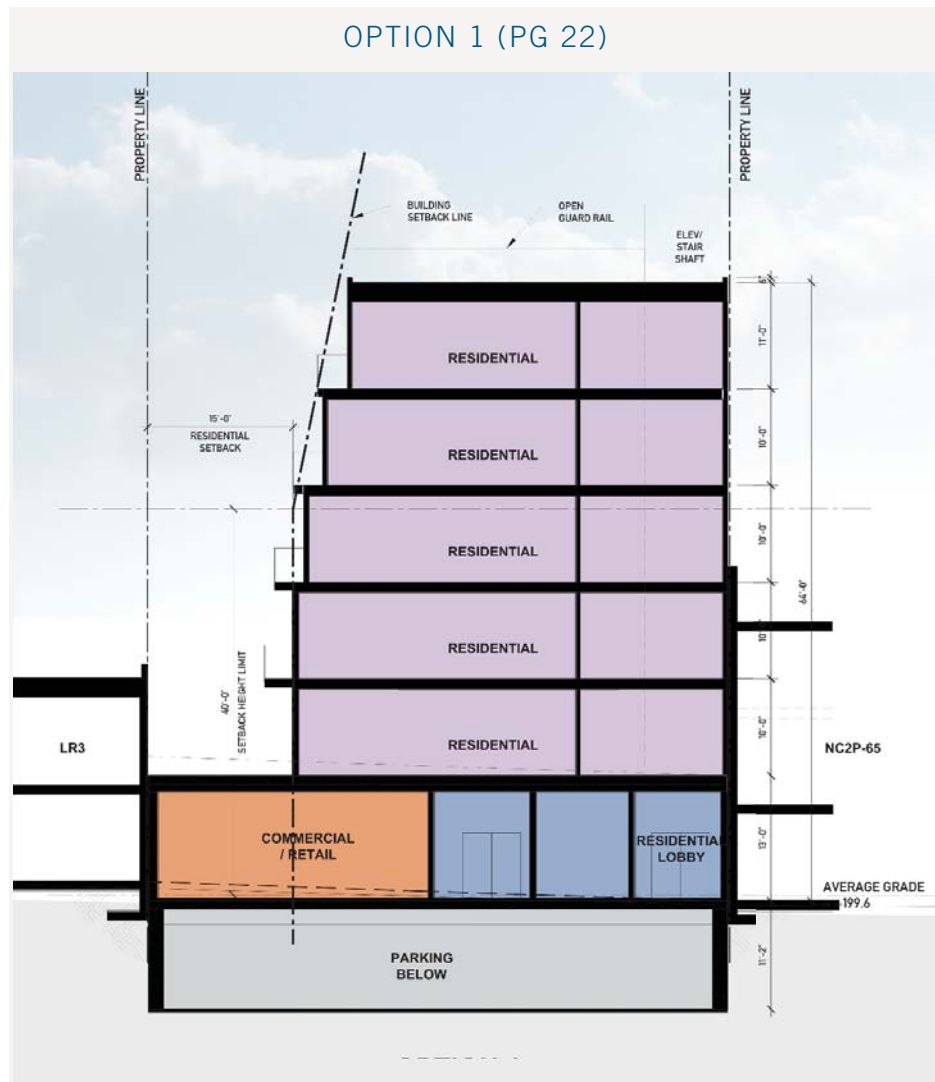 OPTION 1 (PG 22)
PROPERTY LINE
PROPERTY LINE
BUILDING
SETBACK LINE
OPEN
GUARD RAIL
ELEV/
STAIR
SHAFT
6"
RESIDENTIAL
11'-0"
15'-0"
RESIDENTIAL
SETBACK
RESIDENTIAL
10'-0"
RESIDENTIAL
10'-0"
64'-0"
RESIDENTIAL
10'-0"
40'-0"
SETBACK HEIGHT LIMIT
LR3
RESIDENTIAL
10'-0"
NC2P-65
COMMERCIAL
/ RETAIL
RESIDENTIAL
LOBBY
13'-0"
AVERAGE GRADE
199.6
PARKING
BELOW
11'-2"